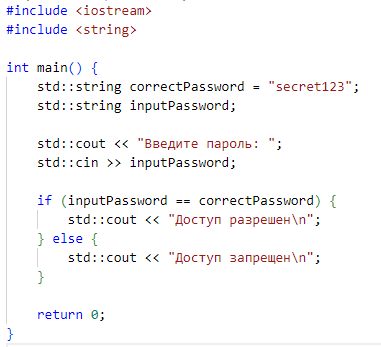 #include <iostream>
#include <string>
int main() {
std::string correctPassword = "secret123";
std::string inputPassword;
std::cout << "Введите пароль: ";
std::cin >> inputPassword;
if (inputPassword == correctPassword) {
std::cout << "Доступ разрешен\n";
} else {
std::cout << "Доступ запрещен\n";
}
return 0;
}